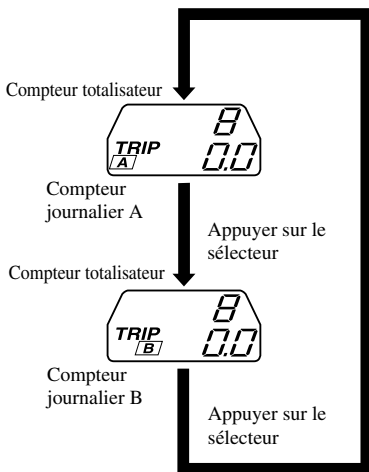 Compteur totalisateur
8
TRIP
A 0.0
Compteur
journalier A
Appuyer sur le
sélecteur
Compteur totalisateur
8
TRIP
B 0.0
Compteur
journalier B
Appuyer sur le
sélecteur